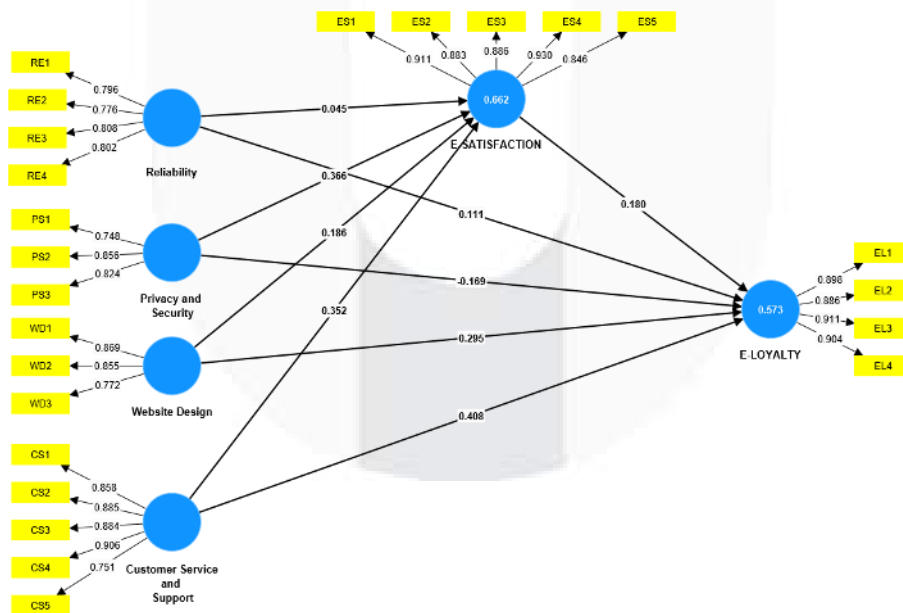 ES1
ES2
ES3
ES4
ES5
0.911
0.883
0.886
0.930
0.846
0.662
E-SATISFACTION
RE1
RE2
RE3
RE4
0.796
0.776
0.808
0.802
Reliability
0.045
0.366
0.186
0.352
0.111
0.180
PS1
PS2
PS3
0.748
0.856
0.824
Privacy and
Security
-0.169
0.295
0.408
WD1
WD2
WD3
0.869
0.855
0.772
Website Design
EL1
EL2
EL3
EL4
0.898
0.886
0.911
0.904
0.573
E-LOYALTY
CS1
CS2
CS3
CS4
CS5
0.858
0.885
0.884
0.906
0.751
Customer Service
and
Support